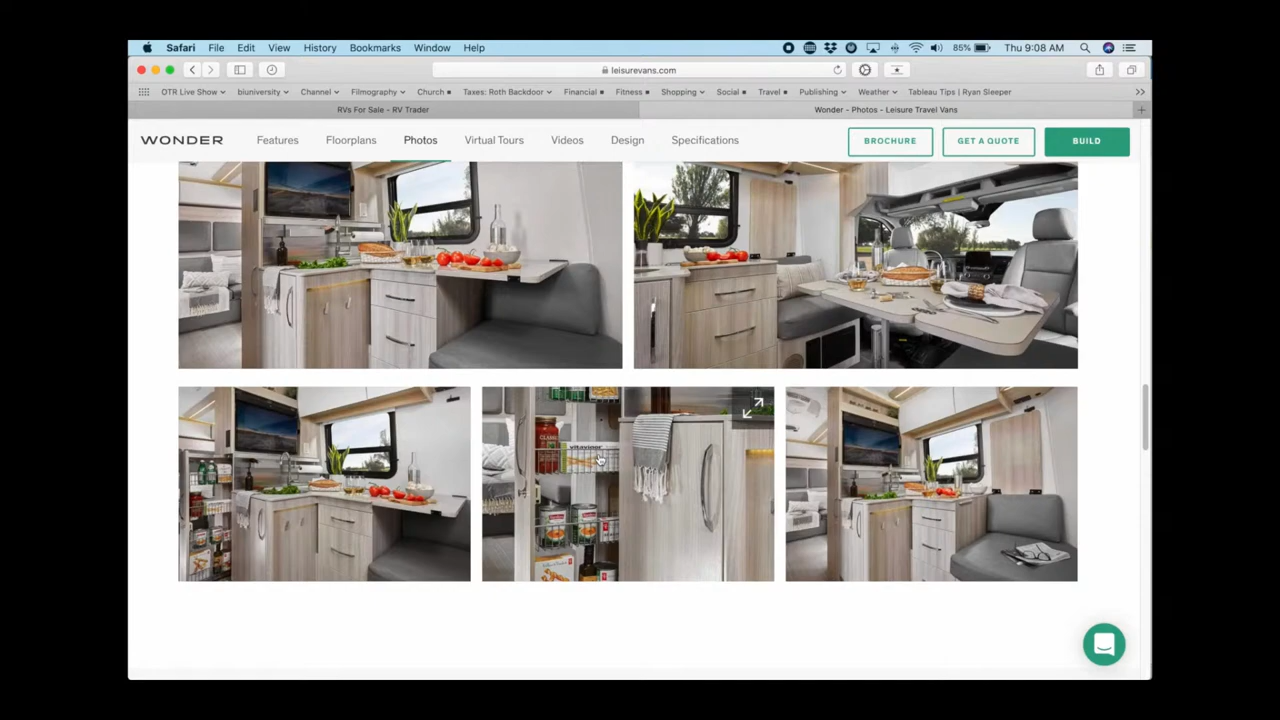 Safari File Edit View History Bookmarks Window Help 85% Thu 9:08 AM
leisurevans.com
OTR Live Show biuniversity Channel Filmography Church Taxes: Roth Backdoor Financial Fitness Shopping Social Travel Publishing Weather Tableau Tips | Ryan Sleeper
RVs For Sale - RV Trader Wonder - Photos - Leisure Travel Vans
WONDER Features Floorplans Photos Virtual Tours Videos Design Specifications BROCHURE GET A QUOTE BUILD